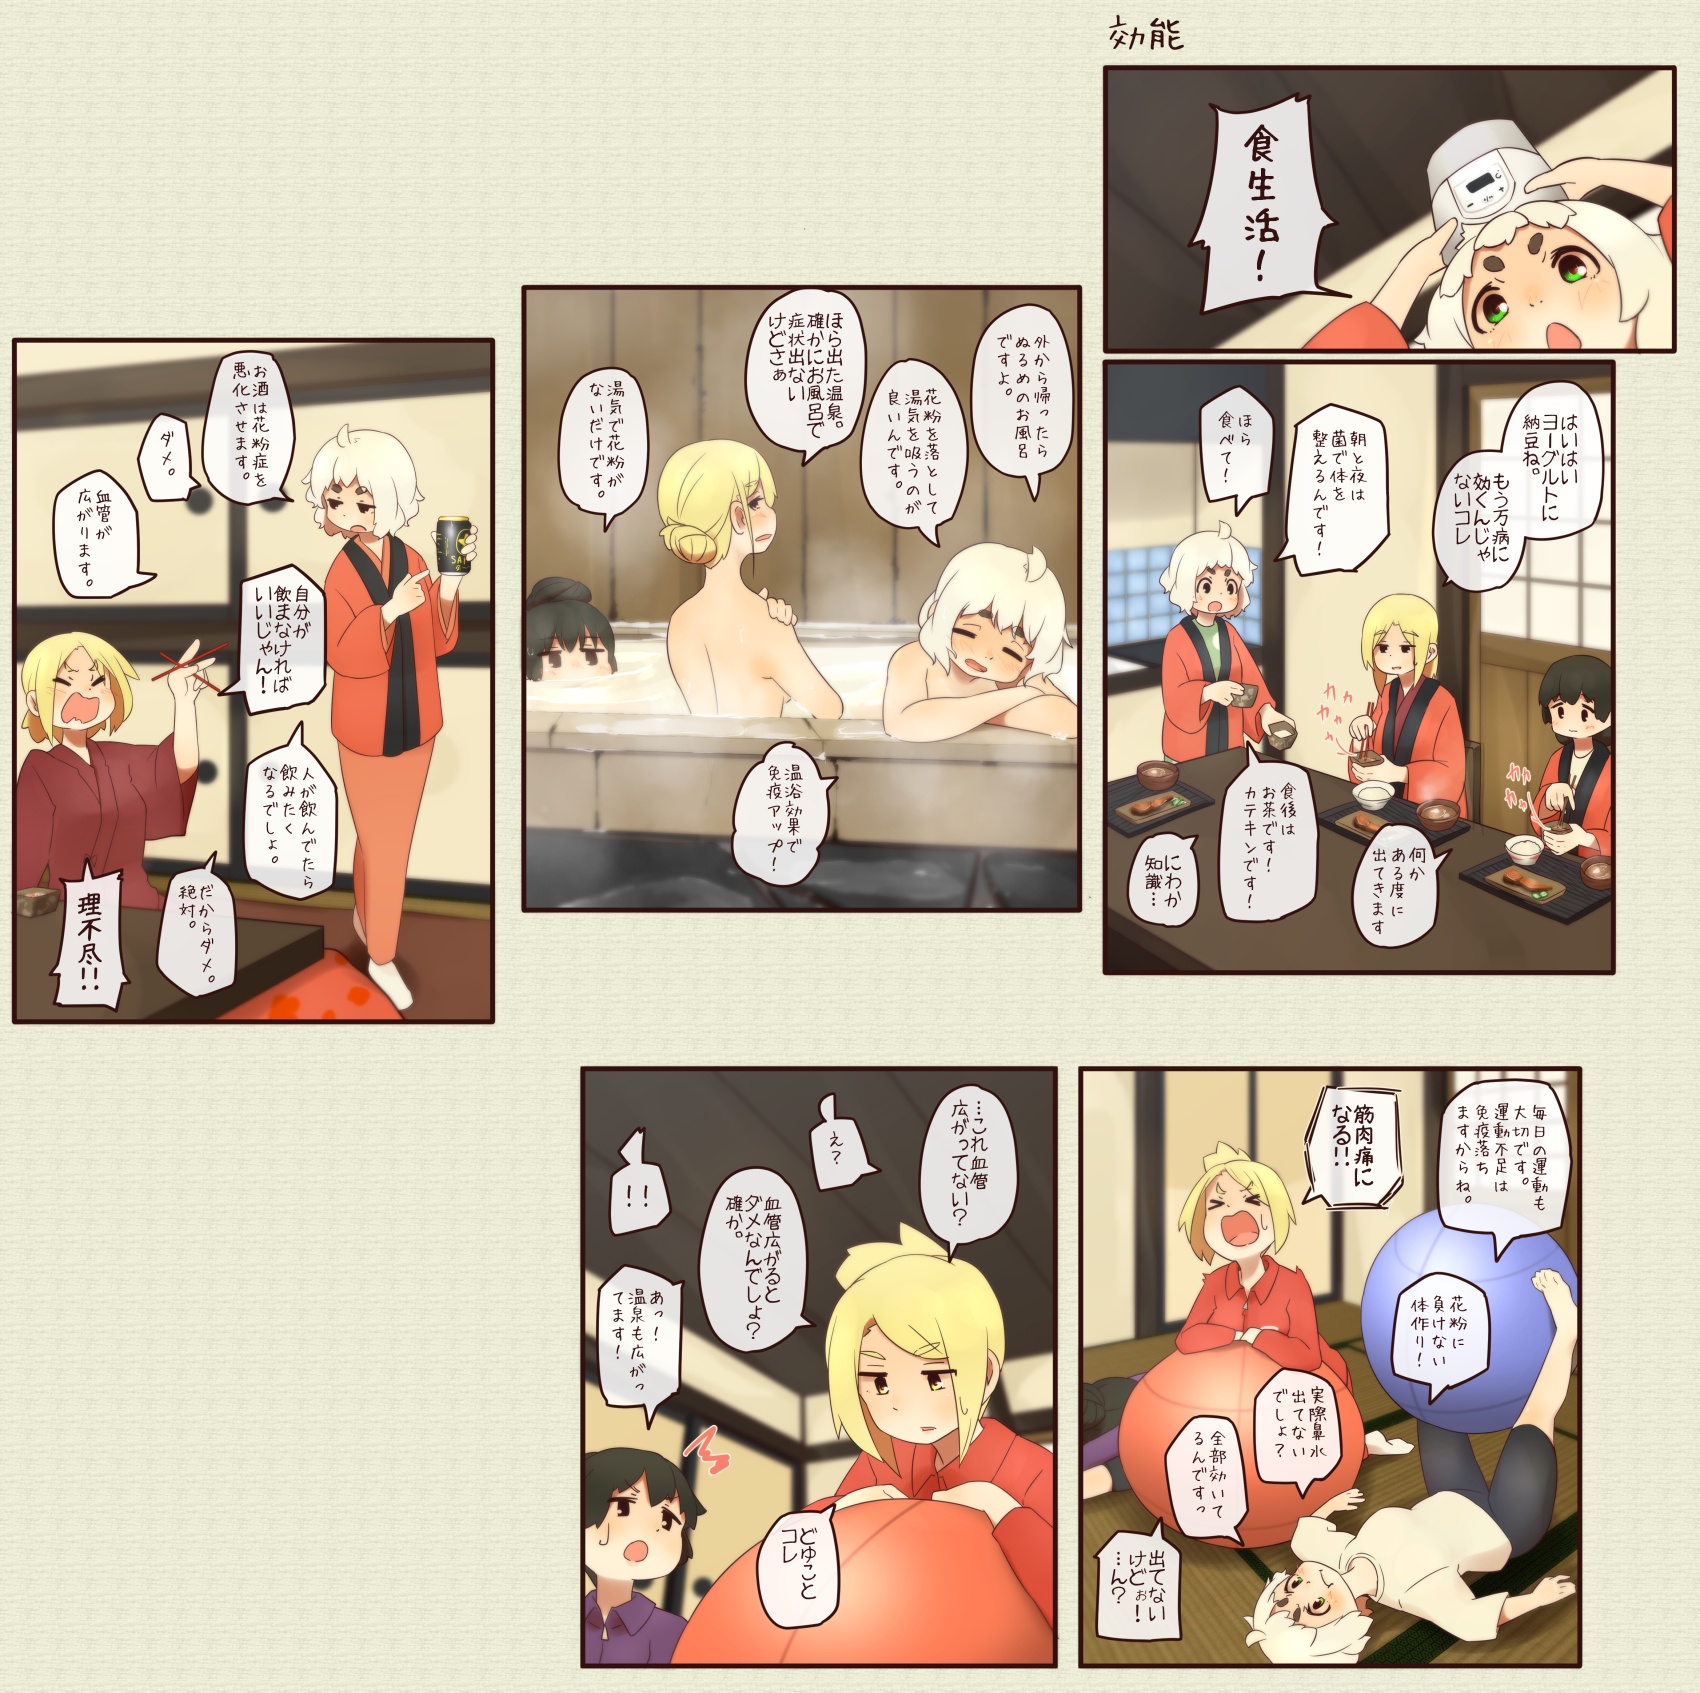 効能
食生活！
はいはい
ヨーグルトに
納豆ね。
もう万病に
効くんじゃ
ないコレ
朝と夜は
菌で体を
整えるんです！
ほら
食べて！
わゎ
わゎ
わゎ
わゎ
わゎ
何か
ある度に
出てきます
食後は
お茶です！
カテキンです！
にわか
知識…
外から帰ったら
ぬるめのお風呂
ですよ。
花粉を落として
湯気を吸うのが
良いんです。
ほら出た温泉。
確かにお風呂で
症状出ない
けどさぁ
湯気で花粉が
ないだけです。
温浴効果で
免疫アップ！
お酒は花粉症を
悪化させます。
ダメ。
血管が
広がります。
自分が
飲まなければ
いいじゃん！
人が飲んでたら
飲みたく
なるでしょ。
だからダメ。
絶対。
理不尽!!
毎日の運動も
大切です。
運動不足は
免疫落ち
ますからね。
筋肉痛に
なる!!
花粉に
負けない
体作り！
実際鼻水
出てない
でしょ？
全部効いて
るんですっ
出てない
けどぉ！
…ん？
…これ血管
広がってない？
え？
血管広がると
ダメなんでしょ？
確か。
!!
あっ！
温泉も広がっ
てます！
どゆこと
コレ